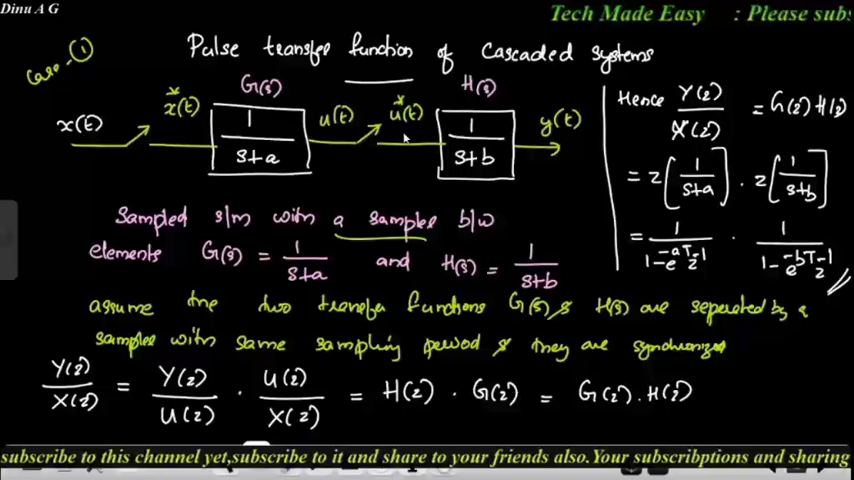 Dinu A G
Tech Made Easy : Please subs
Pulse transfer function of Cascaded systems
Case-①
G(s) H(s)
x(t) x*(t) 1/(s+a) u(t) u*(t) 1/(s+b) y(t)
Hence Y(z)/X(z) = G(z) H(z)
= Z[1/(s+a)] . Z[1/(s+b)]
= 1/(1-e^-aT z^-1) . 1/(1-e^-bT z^-1)
Sampled s/m with a sampler b/w
elements G(s) = 1/(s+a) and H(s) = 1/(s+b)
assume the two transfer functions G(s) & H(s) are seperated by a
sampler with same sampling period & they are synchronized
Y(z)/X(z) = Y(z)/U(z) . U(z)/X(z) = H(z) . G(z) = G(z) . H(z)
subscribe to this channel yet,subscribe to it and share to your friends also.Your subscribptions and sharing